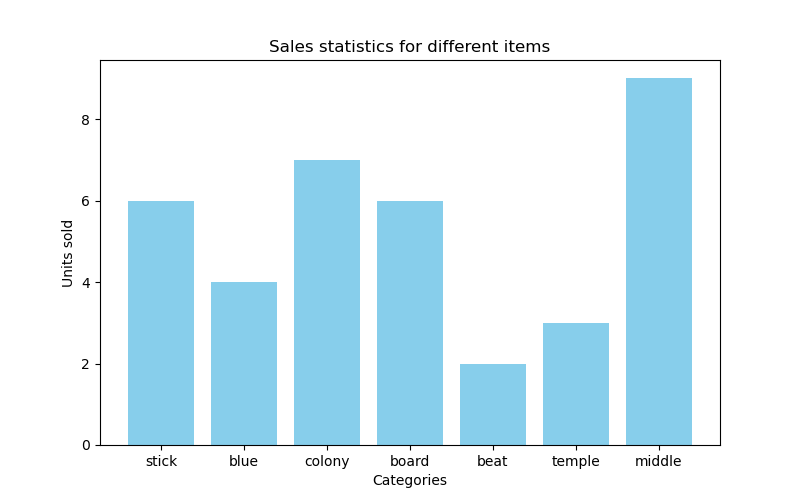 Sales statistics for different items
Units sold
8
6
4
2
0
stick blue colony board beat temple middle
Categories